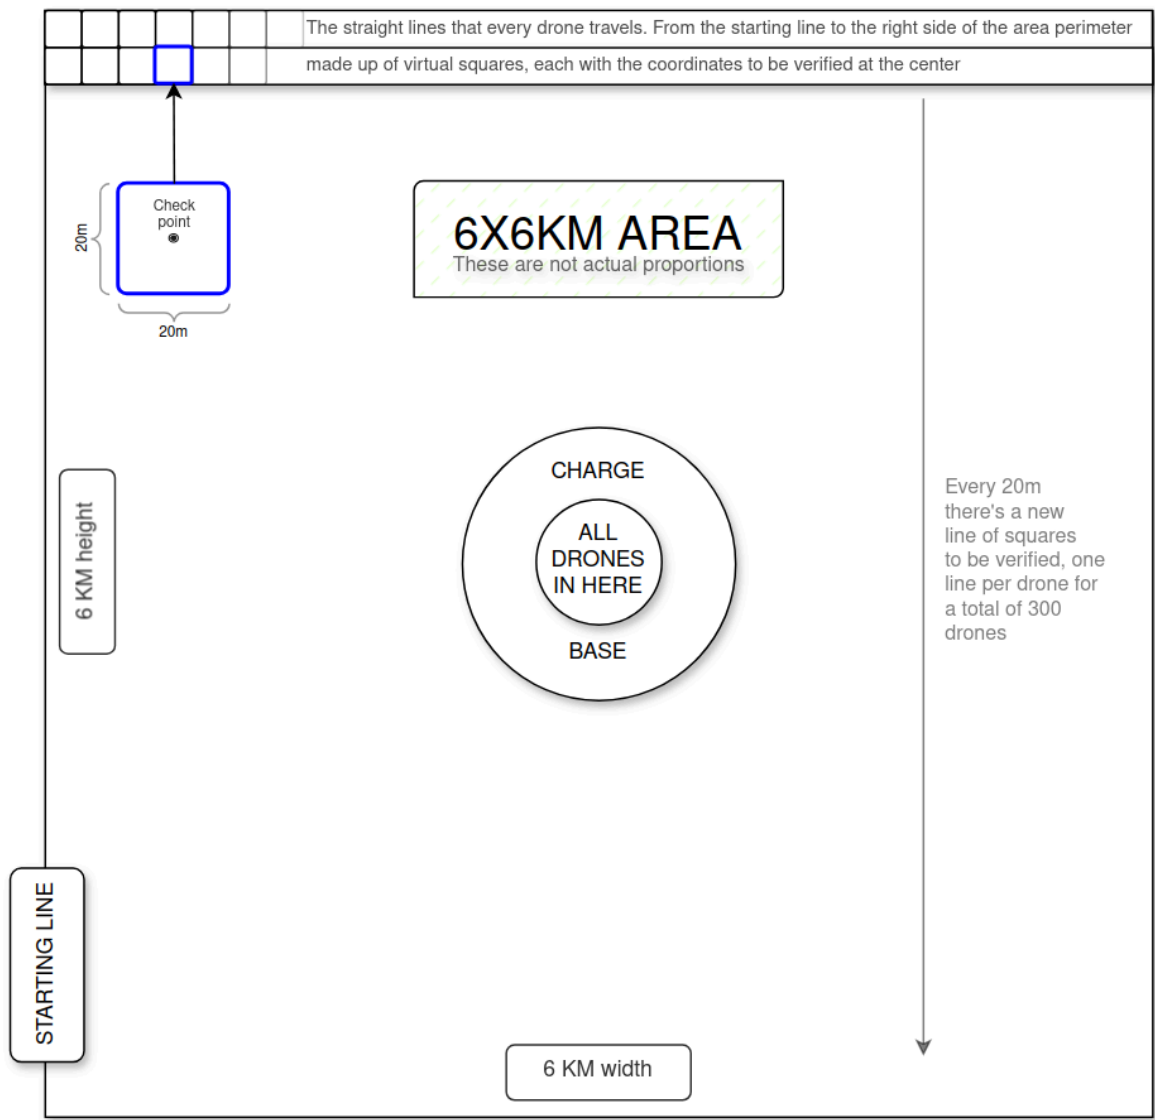 The straight lines that every drone travels. From the starting line to the right side of the area perimeter
made up of virtual squares, each with the coordinates to be verified at the center
Check
point
20m
20m
6X6KM AREA
These are not actual proportions
CHARGE
ALL
DRONES
IN HERE
BASE
6 KM height
Every 20m
there's a new
line of squares
to be verified, one
line per drone for
a total of 300
drones
STARTING LINE
6 KM width